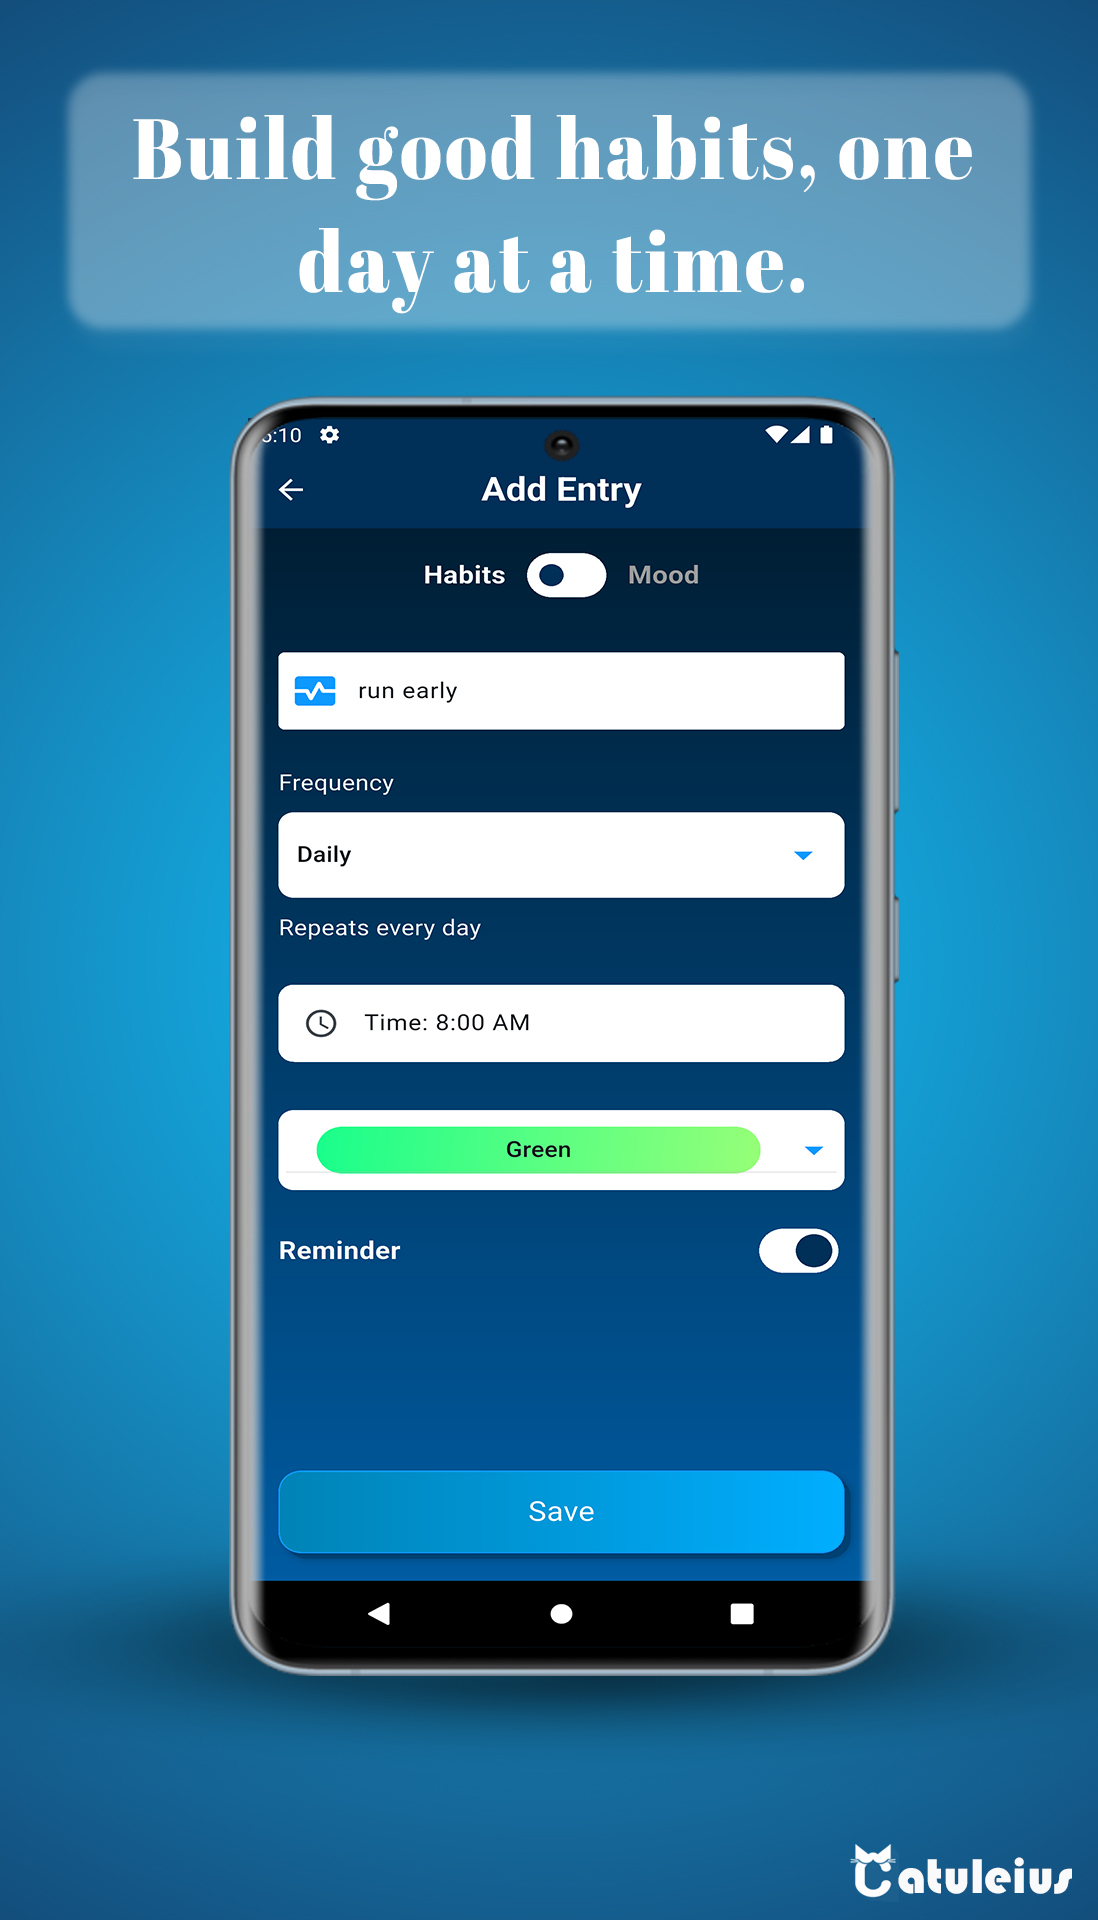 Build good habits, one
day at a time.
:10
Add Entry
Habits Mood
run early
Frequency
Daily
Repeats every day
Time: 8:00 AM
Green
Reminder
Save
Catuleius